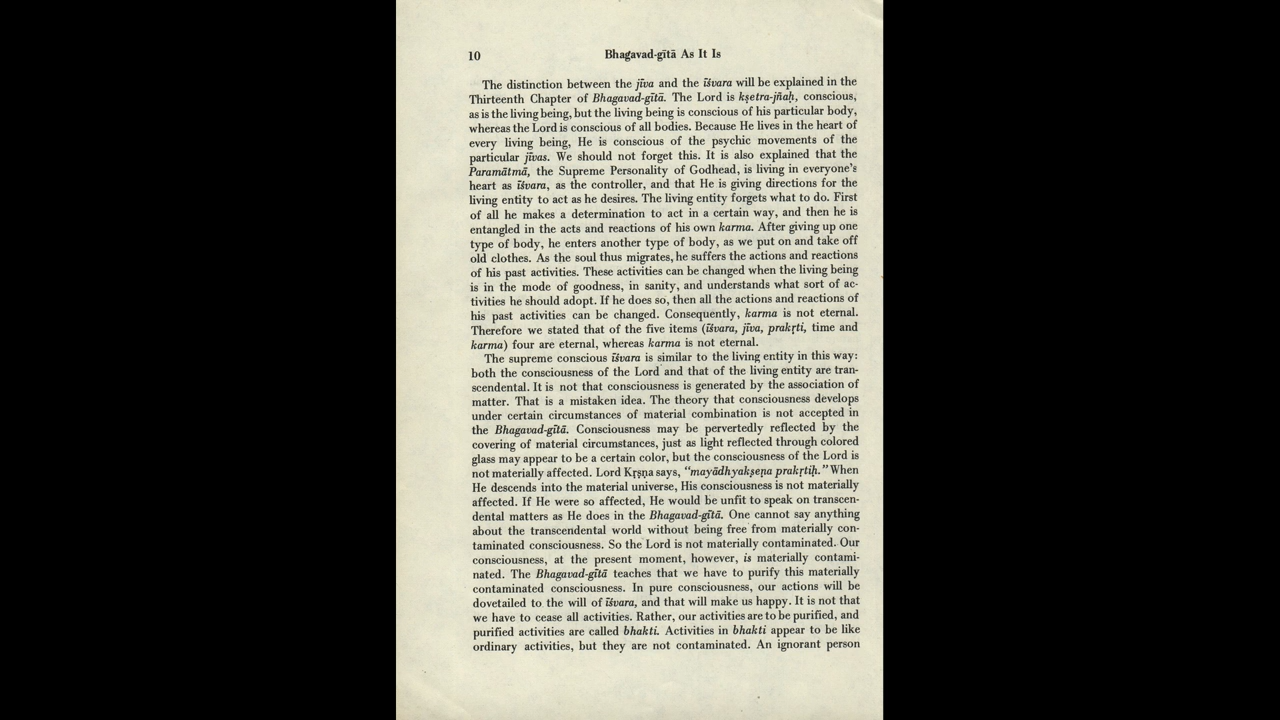 10
Bhagavad-gītā As It Is
The distinction between the jīva and the īśvara will be explained in the
Thirteenth Chapter of Bhagavad-gītā. The Lord is kṣetra-jñaḥ, conscious,
as is the living being, but the living being is conscious of his particular body,
whereas the Lord is conscious of all bodies. Because He lives in the heart of
every living being, He is conscious of the psychic movements of the
particular jīvas. We should not forget this. It is also explained that the
Paramātmā, the Supreme Personality of Godhead, is living in everyone's
heart as īśvara, as the controller, and that He is giving directions for the
living entity to act as he desires. The living entity forgets what to do. First
of all he makes a determination to act in a certain way, and then he is
entangled in the acts and reactions of his own karma. After giving up one
type of body, he enters another type of body, as we put on and take off
old clothes. As the soul thus migrates, he suffers the actions and reactions
of his past activities. These activities can be changed when the living being
is in the mode of goodness, in sanity, and understands what sort of ac-
tivities he should adopt. If he does so, then all the actions and reactions of
his past activities can be changed. Consequently, karma is not eternal.
Therefore we stated that of the five items (īśvara, jīva, prakṛti, time and
karma) four are eternal, whereas karma is not eternal.
The supreme conscious īśvara is similar to the living entity in this way:
both the consciousness of the Lord and that of the living entity are tran-
scendental. It is not that consciousness is generated by the association of
matter. That is a mistaken idea. The theory that consciousness develops
under certain circumstances of material combination is not accepted in
the Bhagavad-gītā. Consciousness may be pervertedly reflected by the
covering of material circumstances, just as light reflected through colored
glass may appear to be a certain color, but the consciousness of the Lord is
not materially affected. Lord Kṛṣṇa says, "mayādhyakṣeṇa prakṛtiḥ." When
He descends into the material universe, His consciousness is not materially
affected. If He were so affected, He would be unfit to speak on transcen-
dental matters as He does in the Bhagavad-gītā. One cannot say anything
about the transcendental world without being free from materially con-
taminated consciousness. So the Lord is not materially contaminated. Our
consciousness, at the present moment, however, is materially contami-
nated. The Bhagavad-gītā teaches that we have to purify this materially
contaminated consciousness. In pure consciousness, our actions will be
dovetailed to the will of īśvara, and that will make us happy. It is not that
we have to cease all activities. Rather, our activities are to be purified, and
purified activities are called bhakti. Activities in bhakti appear to be like
ordinary activities, but they are not contaminated. An ignorant person